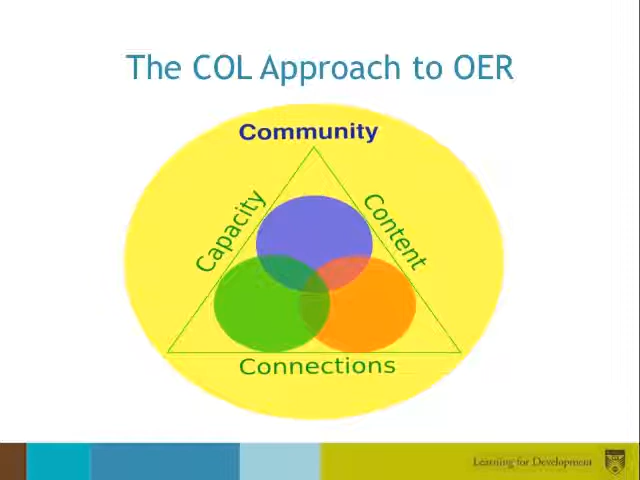 The COL Approach to OER
Community
Capacity
Content
Connections
Learning for Development